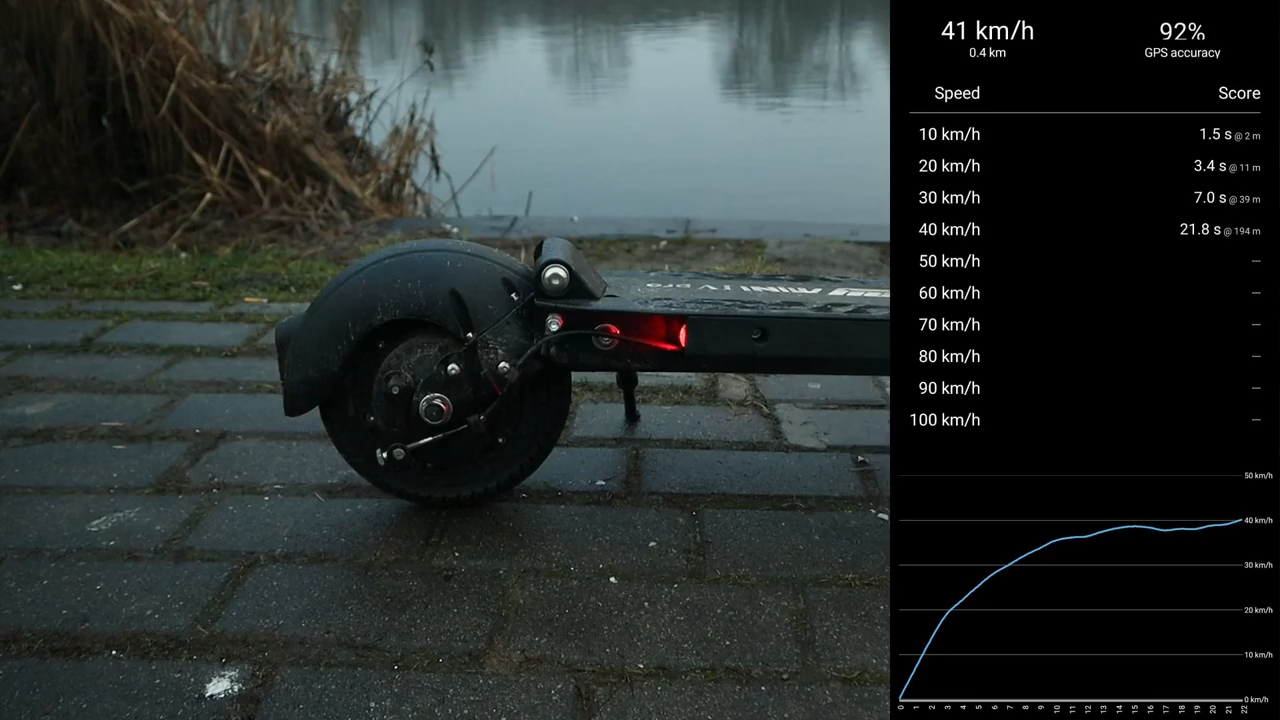 41 km/h 92%
0.4 km GPS accuracy
Speed Score
10 km/h 1.5 s @ 2 m
20 km/h 3.4 s @ 11 m
30 km/h 7.0 s @ 39 m
40 km/h 21.8 s @ 194 m
50 km/h —
60 km/h —
70 km/h —
80 km/h —
90 km/h —
100 km/h —
50 km/h
40 km/h
30 km/h
20 km/h
10 km/h
0 km/h
0 1 2 3 4 5 6 7 8 9 10 11 12 13 14 15 16 17 18 19 20 21 22
MINI IV pro